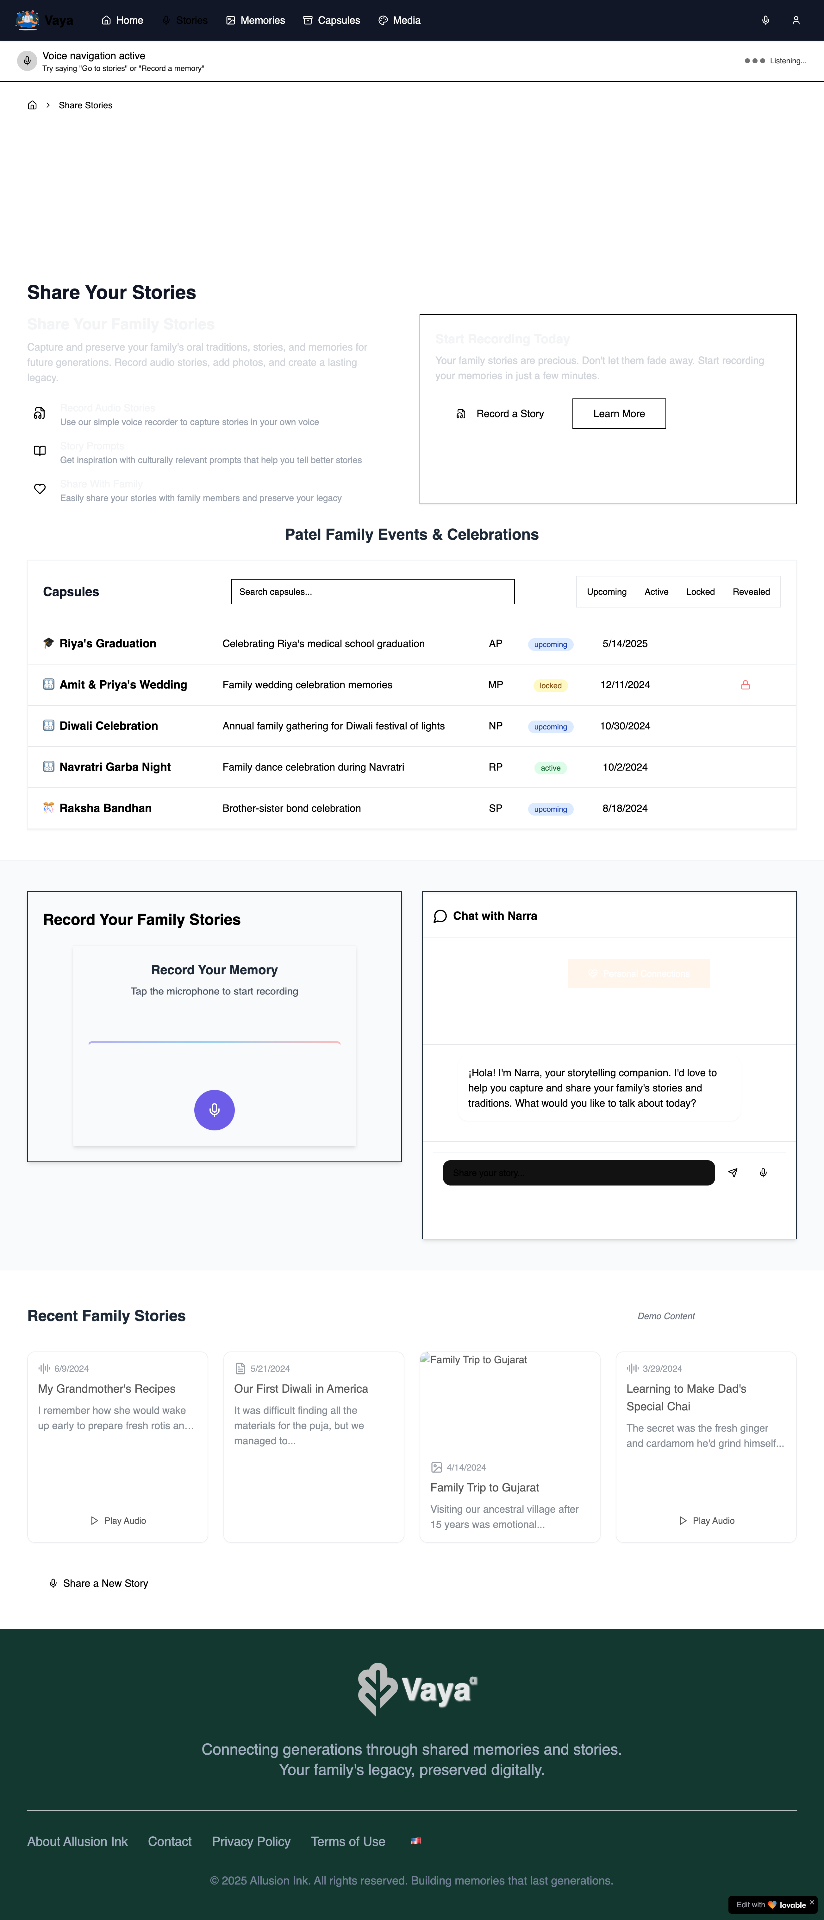 Vaya
Home
Stories
Memories
Capsules
Media
Voice navigation active
Try saying "Go to stories" or "Record a memory"
Listening...
Share Stories
Share Your Stories
Share Your Family Stories
Capture and preserve your family's oral traditions, stories, and memories for
future generations. Record audio stories, add photos, and create a lasting
legacy.
Record Audio Stories
Use our simple voice recorder to capture stories in your own voice
Story Prompts
Get inspiration with culturally relevant prompts that help you tell better stories
Share With Family
Easily share your stories with family members and preserve your legacy
Start Recording Today
Your family stories are precious. Don't let them fade away. Start recording
your memories in just a few minutes.
Record a Story
Learn More
Patel Family Events & Celebrations
Capsules
Search capsules...
Upcoming
Active
Locked
Revealed
Riya's Graduation
Celebrating Riya's medical school graduation
AP
upcoming
5/14/2025
Amit & Priya's Wedding
Family wedding celebration memories
MP
locked
12/11/2024
Diwali Celebration
Annual family gathering for Diwali festival of lights
NP
upcoming
10/30/2024
Navratri Garba Night
Family dance celebration during Navratri
RP
active
10/2/2024
Raksha Bandhan
Brother-sister bond celebration
SP
upcoming
8/18/2024
Record Your Family Stories
Record Your Memory
Tap the microphone to start recording
Chat with Narra
¡Hola! I'm Narra, your storytelling companion. I'd love to
help you capture and share your family's stories and
traditions. What would you like to talk about today?
Share your story...
Recent Family Stories
Demo Content
6/9/2024
My Grandmother's Recipes
I remember how she would wake
up early to prepare fresh rotis an...
Play Audio
5/21/2024
Our First Diwali in America
It was difficult finding all the
materials for the puja, but we
managed to...
Family Trip to Gujarat
4/14/2024
Family Trip to Gujarat
Visiting our ancestral village after
15 years was emotional...
3/29/2024
Learning to Make Dad's
Special Chai
The secret was the fresh ginger
and cardamom he'd grind himself...
Play Audio
Share a New Story
Vaya
Connecting generations through shared memories and stories.
Your family's legacy, preserved digitally.
About Allusion Ink
Contact
Privacy Policy
Terms of Use
© 2025 Allusion Ink. All rights reserved. Building memories that last generations.
Edit with lovable